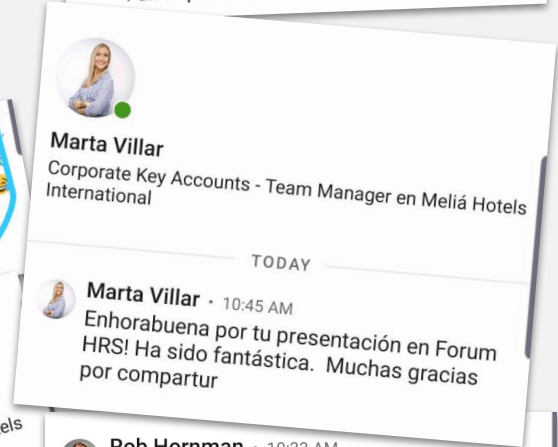 Marta Villar
Corporate Key Accounts - Team Manager en Meliá Hotels
International
TODAY
Marta Villar • 10:45 AM
Enhorabuena por tu presentación en Forum
HRS! Ha sido fantástica. Muchas gracias
por compartur
els
Rob Hornman • 10:22 AM